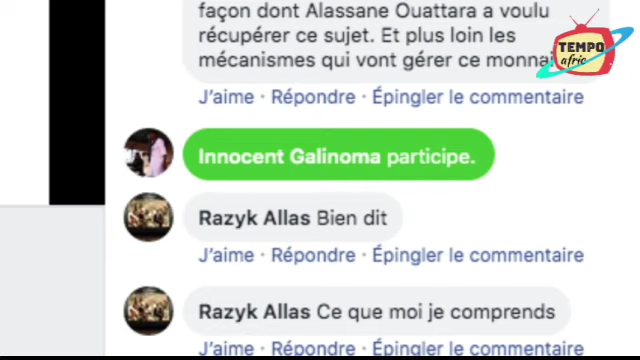 façon dont Alassane Ouattara a voulu
récupérer ce sujet. Et plus loin les
mécanismes qui vont gérer ce monnai
J'aime · Répondre · Épingler le commentaire
Innocent Galinoma participe.
Razyk Allas Bien dit
J'aime · Répondre · Épingler le commentaire
Razyk Allas Ce que moi je comprends
J'aime · Répondre · Épingler le commentaire
TEMPO
afric